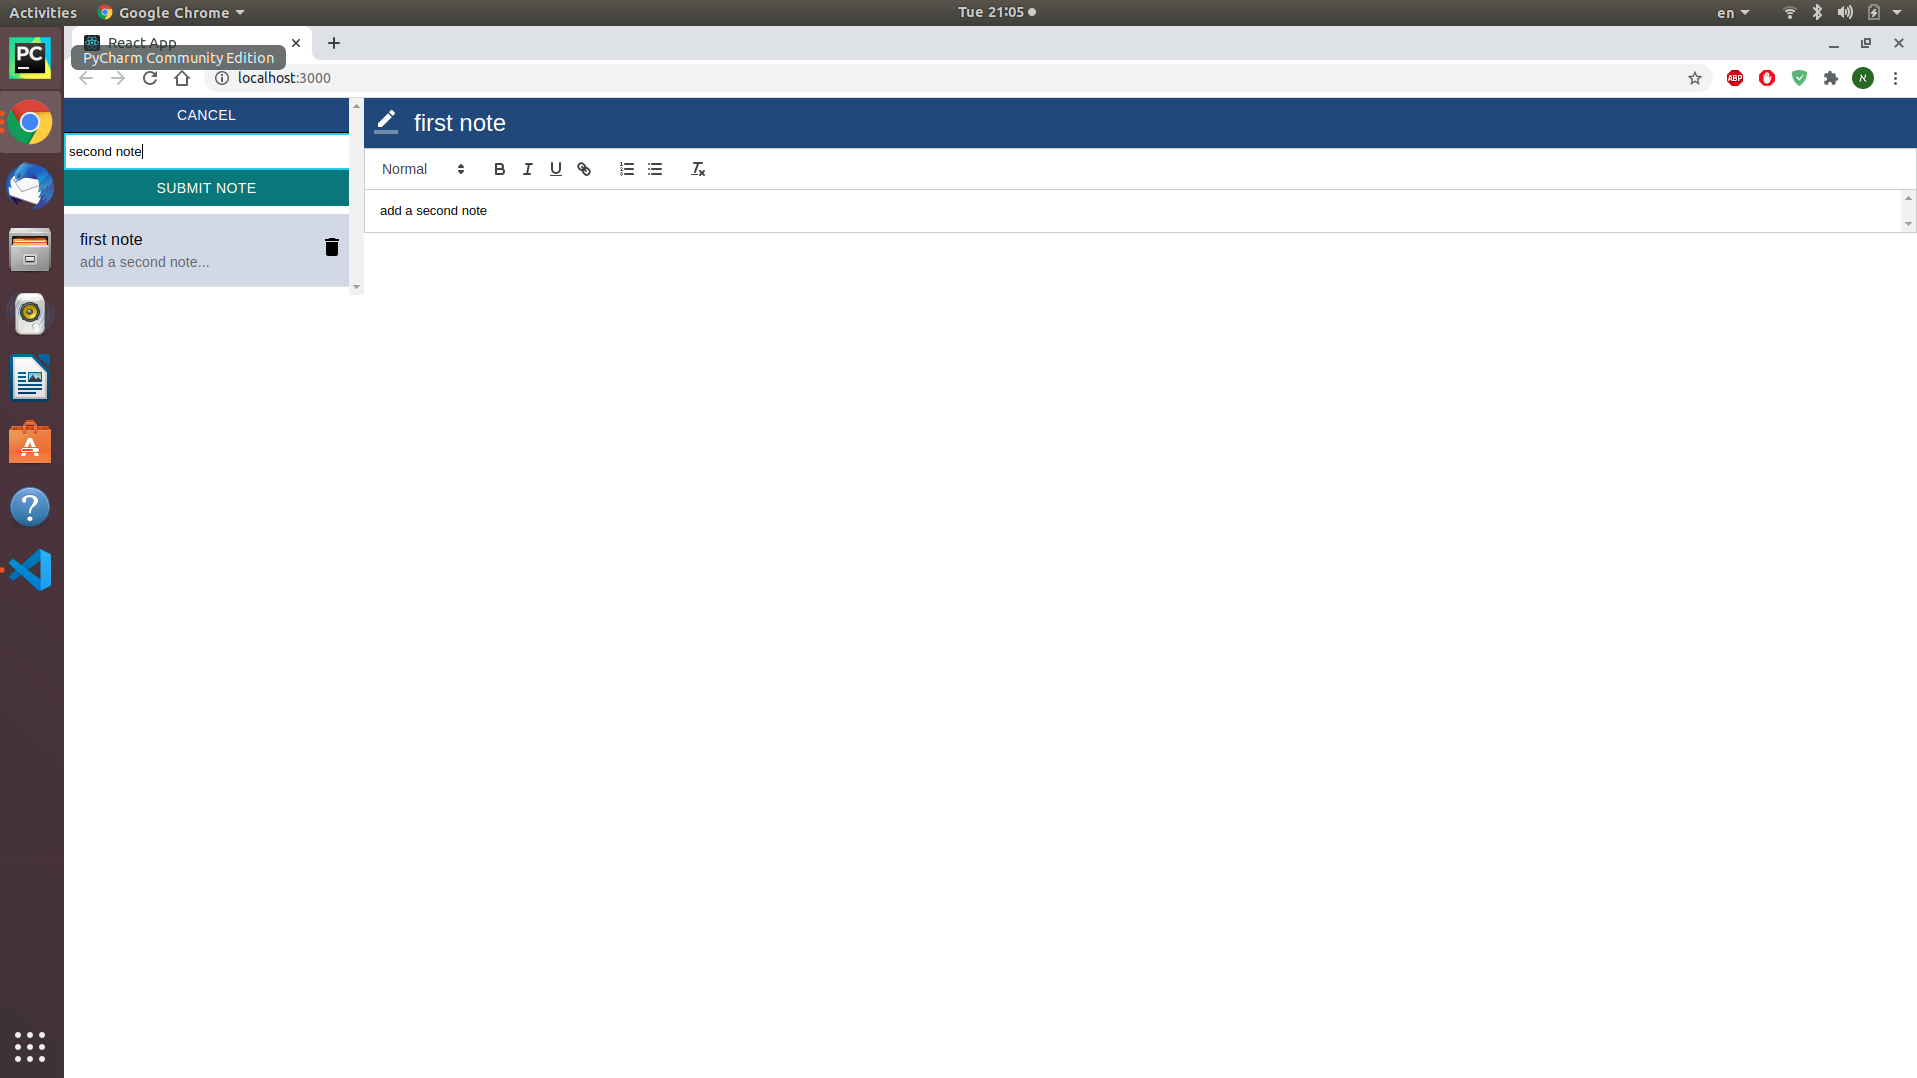 Activities Google Chrome Tue 21:05 en
PC
React App
PyCharm Community Edition
localhost:3000
ABP
א
CANCEL
second note
SUBMIT NOTE
first note
add a second note...
first note
Normal B I U
add a second note